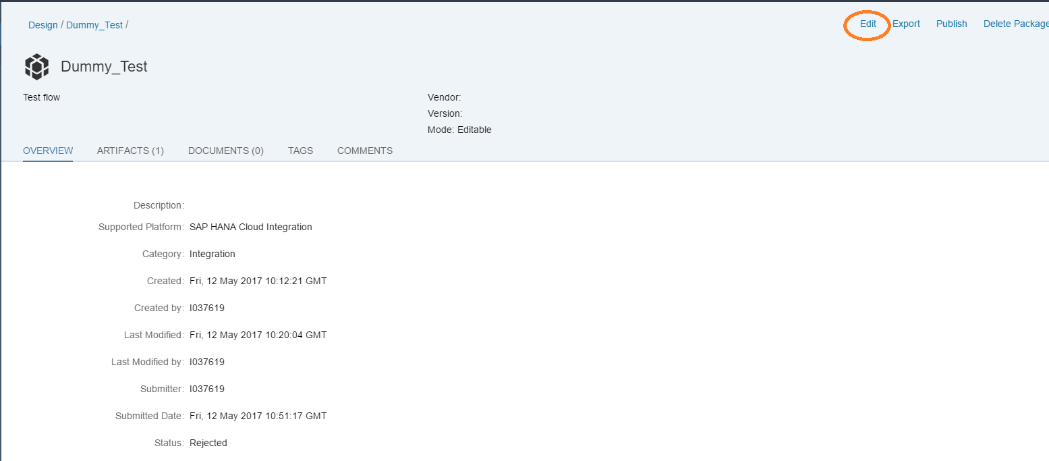 Design / Dummy_Test /
Edit Export Publish Delete Package
Dummy_Test
Test flow
Vendor:
Version:
Mode: Editable
OVERVIEW ARTIFACTS (1) DOCUMENTS (0) TAGS COMMENTS
Description:
Supported Platform: SAP HANA Cloud Integration
Category: Integration
Created: Fri, 12 May 2017 10:12:21 GMT
Created by: I037619
Last Modified: Fri, 12 May 2017 10:20:04 GMT
Last Modified by: I037619
Submitter: I037619
Submitted Date: Fri, 12 May 2017 10:51:17 GMT
Status: Rejected